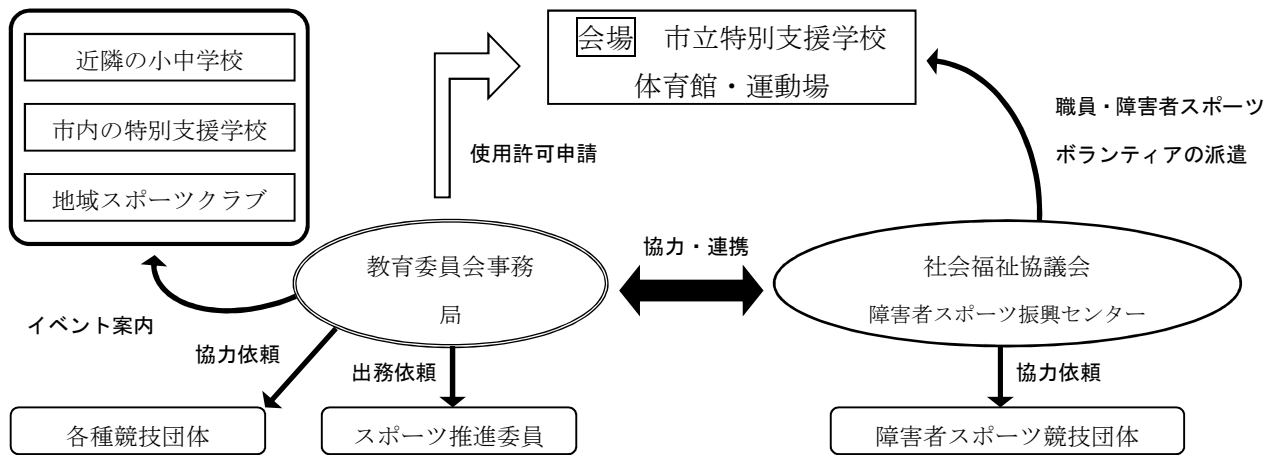 近隣の小中学校
市内の特別支援学校
地域スポーツクラブ
会場 市立特別支援学校
体育館・運動場
使用許可申請
職員・障害者スポーツ
ボランティアの派遣
教育委員会事務
局
協力・連携
社会福祉協議会
障害者スポーツ振興センター
イベント案内
協力依頼
出務依頼
協力依頼
各種競技団体
スポーツ推進委員
障害者スポーツ競技団体